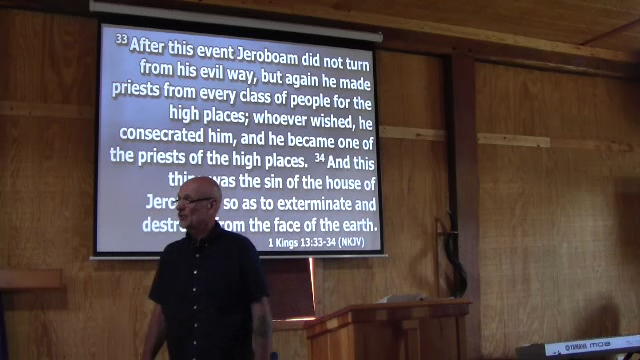 33 After this event Jeroboam did not turn
from his evil way, but again he made
priests from every class of people for the
high places; whoever wished, he
consecrated him, and he became one of
the priests of the high places. 34 And this
was the sin of the house of
so as to exterminate and
from the face of the earth.
1 Kings 13:33-34 (NKJV)
YAMAHA MO8